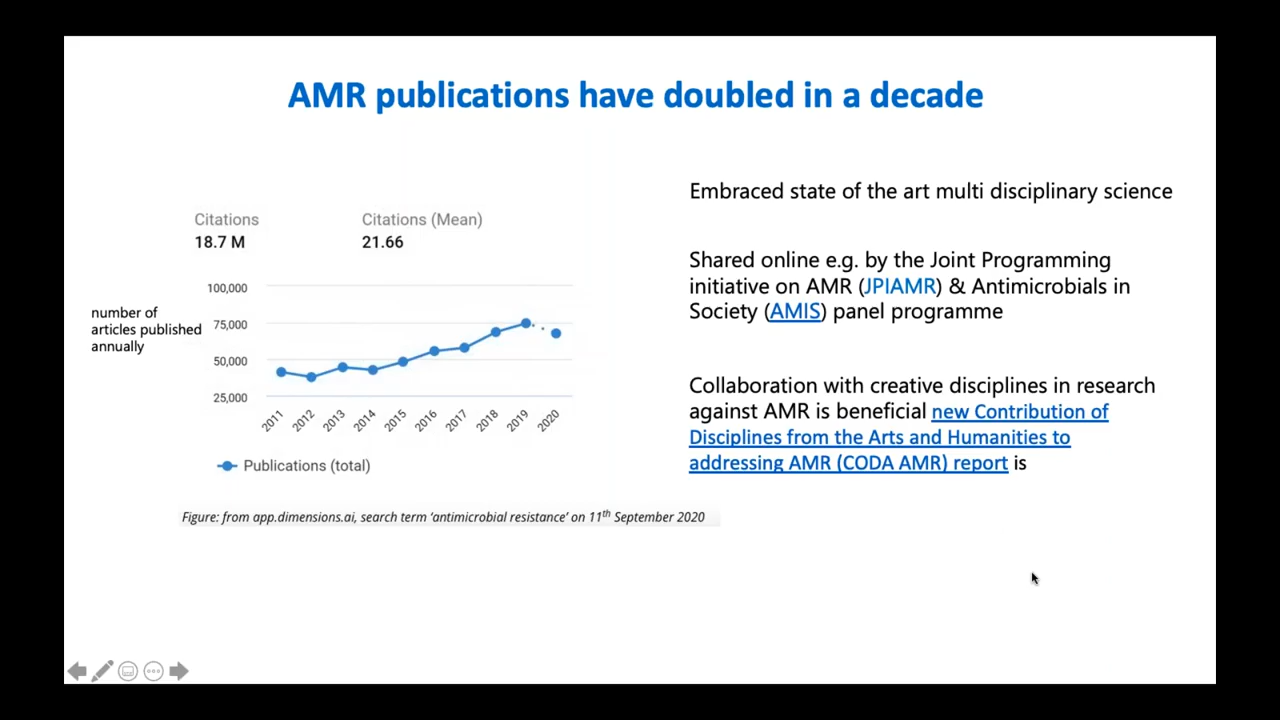 AMR publications have doubled in a decade
Citations
18.7 M
Citations (Mean)
21.66
number of
articles published
annually
100,000
75,000
50,000
25,000
2011
2012
2013
2014
2015
2016
2017
2018
2019
2020
Publications (total)
Figure: from app.dimensions.ai, search term ‘antimicrobial resistance’ on 11th September 2020
Embraced state of the art multi disciplinary science
Shared online e.g. by the Joint Programming
initiative on AMR (JPIAMR) & Antimicrobials in
Society (AMIS) panel programme
Collaboration with creative disciplines in research
against AMR is beneficial new Contribution of
Disciplines from the Arts and Humanities to
addressing AMR (CODA AMR) report is